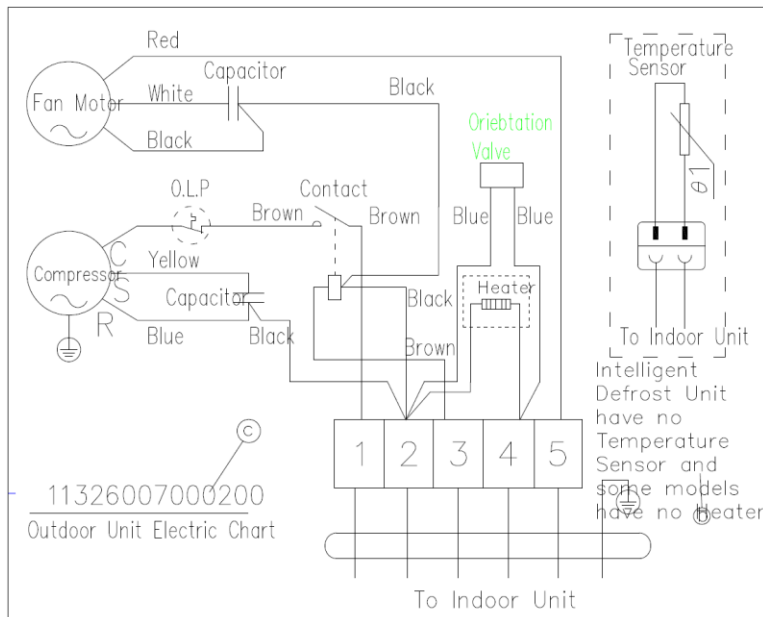 Red
Temperature
Sensor
Capacitor
Fan Motor
White
Black
Black
Oriebtation
Valve
θ1
O.L.P
Contact
Brown
Brown
Blue
Blue
C
Yellow
Compressor
S
Heater
Capacitor
Black
R
Blue
Black
Brown
To Indoor Unit
Intelligent
Defrost Unit
have no
Temperature
Sensor and
some models
have no Heater
1 2 3 4 5
C
11326007000200
Outdoor Unit Electric Chart
b
To Indoor Unit